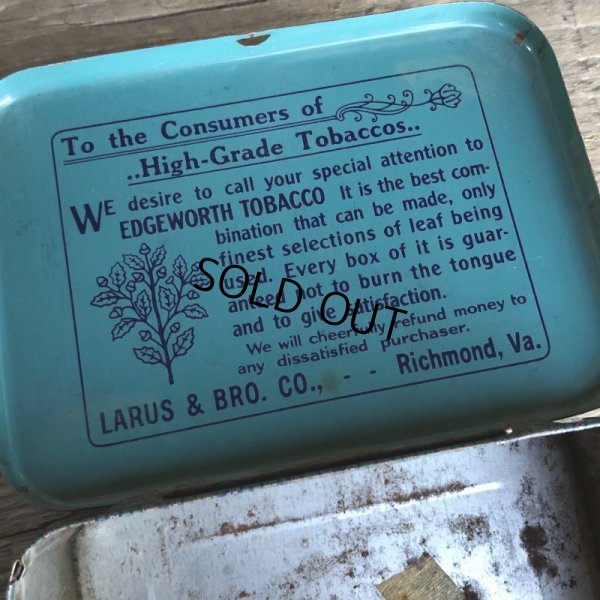 To the Consumers of
..High-Grade Tobaccos..
WE desire to call your special attention to
EDGEWORTH TOBACCO It is the best com-
bination that can be made, only
finest selections of leaf being
used. Every box of it is guar-
anteed not to burn the tongue
and to give satisfaction.
We will cheerfully refund money to
any dissatisfied purchaser.
LARUS & BRO. CO., - - Richmond, Va.
SOLD OUT